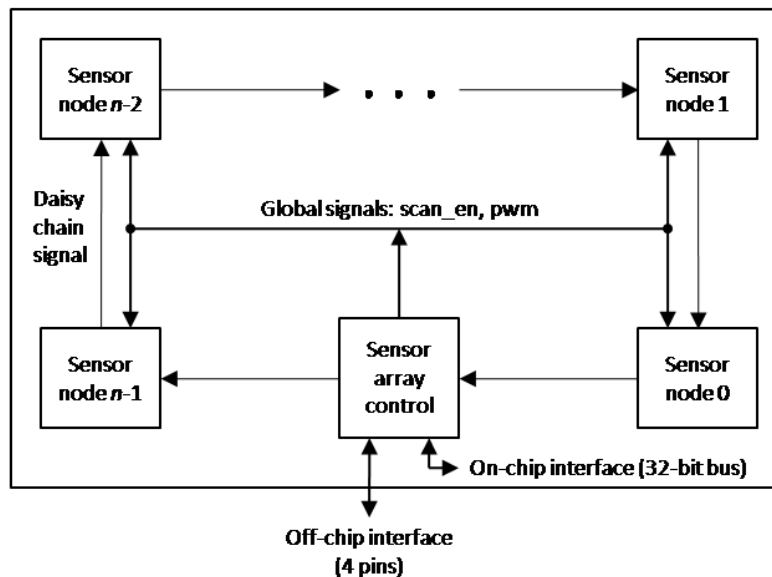 Sensor
node n-2
. . .
Sensor
node 1
Daisy
chain
signal
Global signals: scan_en, pwm
Sensor
node n-1
Sensor
array
control
Sensor
node 0
On-chip interface (32-bit bus)
Off-chip interface
(4 pins)